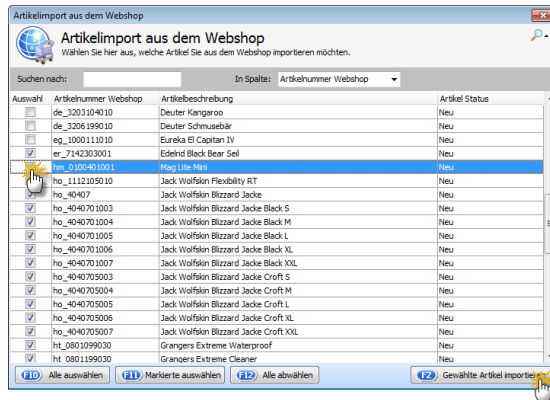 Artikelimport aus dem Webshop
Artikelimport aus dem Webshop
Wählen Sie hier aus, welche Artikel Sie aus dem Webshop importieren möchten.
Suchen nach: In Spalte: Artikelnummer Webshop
Auswahl Artikelnummer Webshop Artikelbeschreibung Artikel Status
de_3203104010 Deuter Kangaroo Neu
de_3206199010 Deuter Schmusebär Neu
eg_1000111010 Eureka El Capitan IV Neu
er_7142303001 Edelrid Black Bear Seil Neu
hm_0100401001 Mag Lite Mini Neu
ho_1112105010 Jack Wolfskin Flexibility RT Neu
ho_40407 Jack Wolfskin Blizzard Jacke Neu
ho_4040701003 Jack Wolfskin Blizzard Jacke Black S Neu
ho_4040701004 Jack Wolfskin Blizzard Jacke Black M Neu
ho_4040701005 Jack Wolfskin Blizzard Jacke Black L Neu
ho_4040701006 Jack Wolfskin Blizzard Jacke Black XL Neu
ho_4040701007 Jack Wolfskin Blizzard Jacke Black XXL Neu
ho_4040705003 Jack Wolfskin Blizzard Jacke Croft S Neu
ho_4040705004 Jack Wolfskin Blizzard Jacke Croft M Neu
ho_4040705005 Jack Wolfskin Blizzard Jacke Croft L Neu
ho_4040705006 Jack Wolfskin Blizzard Jacke Croft XL Neu
ho_4040705007 Jack Wolfskin Blizzard Jacke Croft XXL Neu
ht_0801099030 Grangers Extreme Waterproof Neu
ht_0801199030 Grangers Extreme Cleaner Neu
F10 Alle auswählen F11 Markierte auswählen F12 Alle abwählen F2 Gewählte Artikel importieren